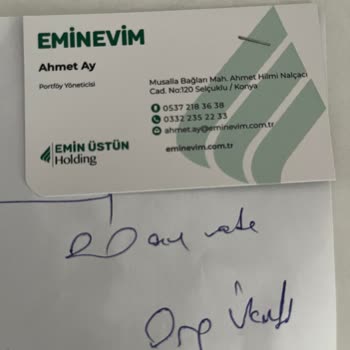 EMİNEVİM
Ahmet Ay
Portföy Yöneticisi
Musalla Bağları Mah. Ahmet Hilmi Nalçacı
Cad. No:120 Selçuklu / Konya
0537 218 36 38
0332 235 22 33
ahmet.ay@eminevim.com.tr
EMİN ÜSTÜN
Holding
eminevim.com.tr